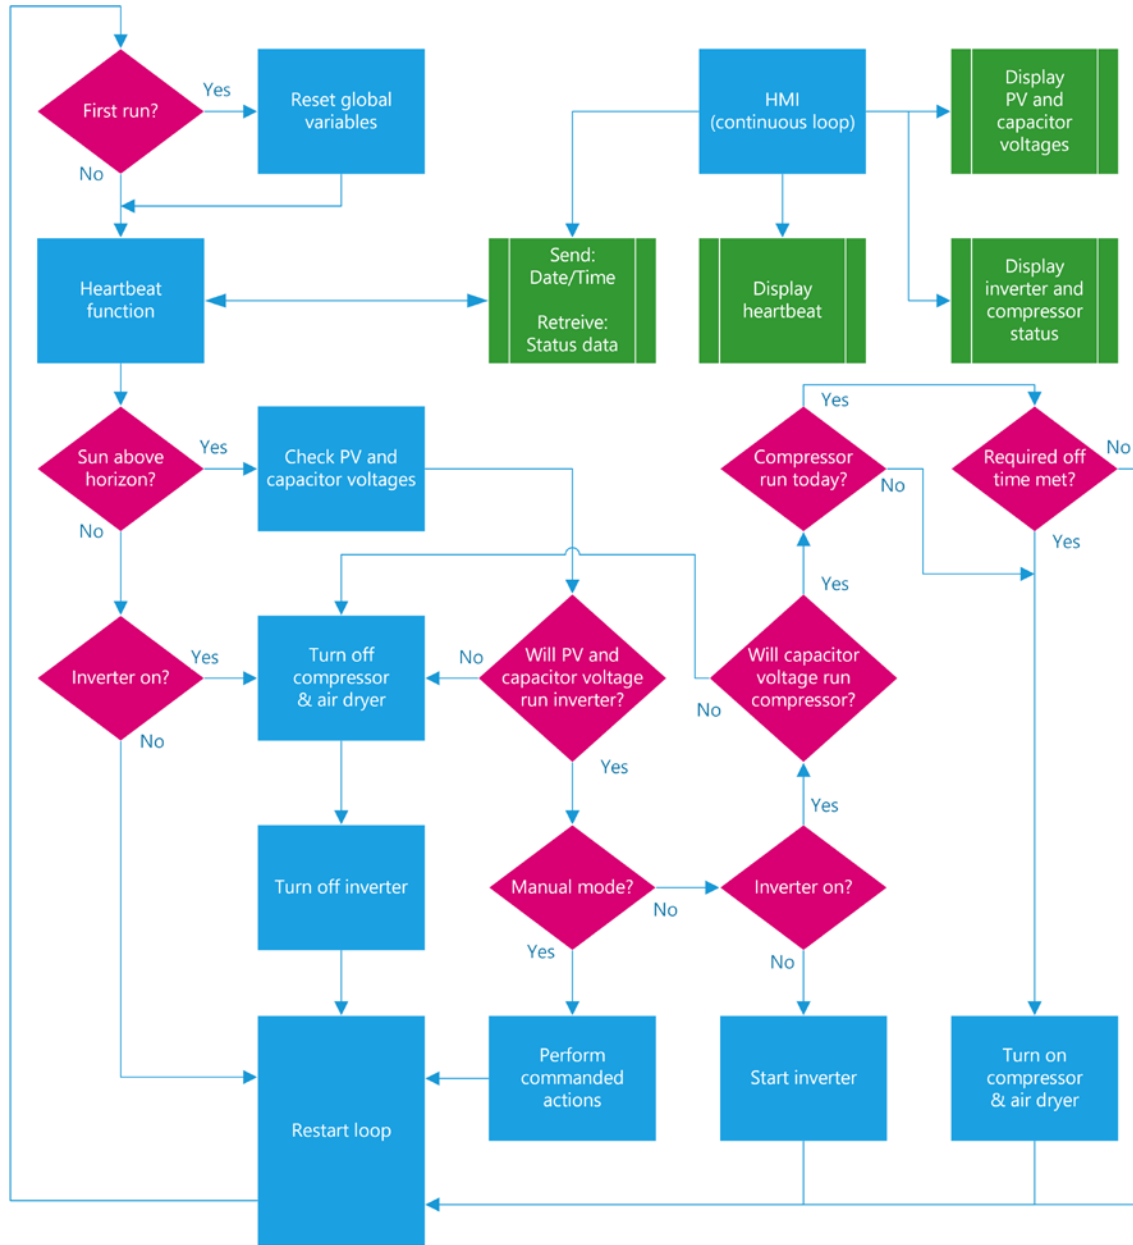 First run?
Yes
No
Reset global
variables
HMI
(continuous loop)
Display
PV and
capacitor
voltages
Heartbeat
function
Send:
Date/Time
Retreive:
Status data
Display
heartbeat
Display
inverter and
compressor
status
Sun above
horizon?
Yes
No
Check PV and
capacitor voltages
Compressor
run today?
Yes
No
Required off
time met?
No
Yes
Inverter on?
Yes
No
Turn off
compressor
& air dryer
No
Will PV and
capacitor voltage
run inverter?
Yes
Yes
Will capacitor
voltage run
compressor?
No
Turn off inverter
Manual mode?
No
Yes
Yes
Inverter on?
No
Restart loop
Perform
commanded
actions
Start inverter
Turn on
compressor
& air dryer